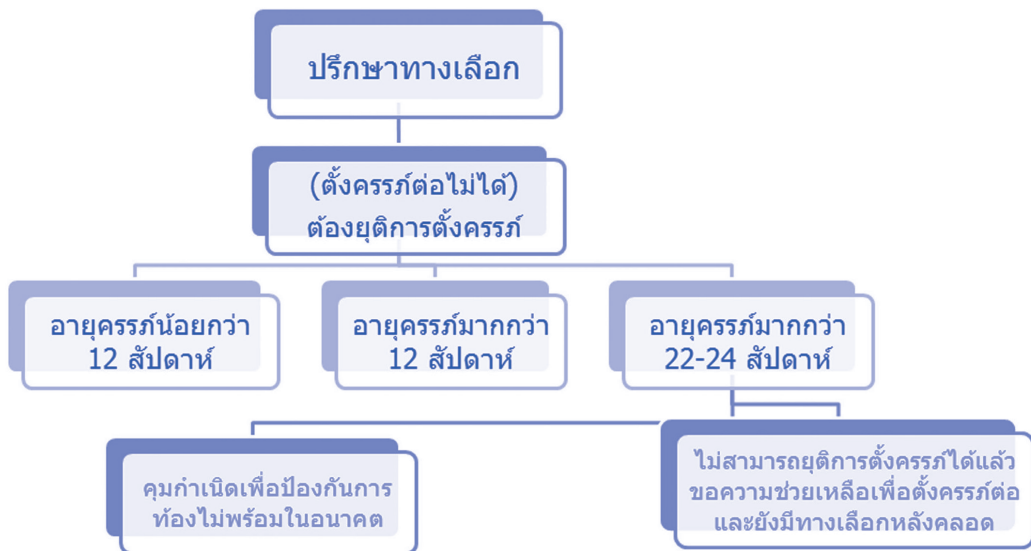 ปรึกษาทางเลือก
(ตั้งครรภ์ต่อไม่ได้)
ต้องยุติการตั้งครรภ์
อายุครรภ์น้อยกว่า
12 สัปดาห์
อายุครรภ์มากกว่า
12 สัปดาห์
อายุครรภ์มากกว่า
22-24 สัปดาห์
คุมกำเนิดเพื่อป้องกันการ
ท้องไม่พร้อมในอนาคต
ไม่สามารถยุติการตั้งครรภ์ได้แล้ว
ขอความช่วยเหลือเพื่อตั้งครรภ์ต่อ
และยังมีทางเลือกหลังคลอด